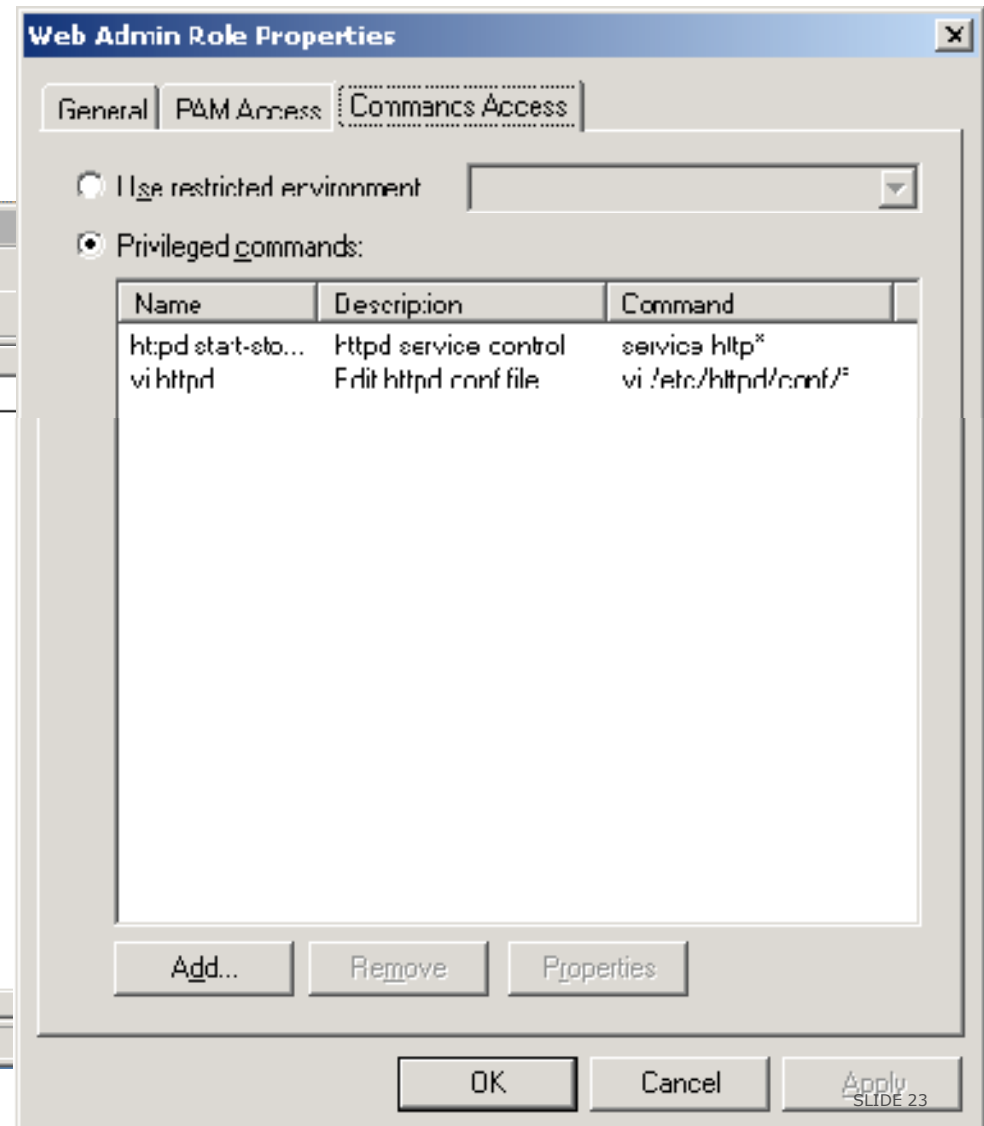 Web Admin Role Properties
General PAM Access Commands Access
Use restricted environment
Privileged commands:
Name Description Command
httpd start-sto... httpd service control service http*
vi httpd Edit httpd conf file vi /etc/httpd/conf/*
Add... Remove Properties
OK Cancel Apply
SLIDE 23